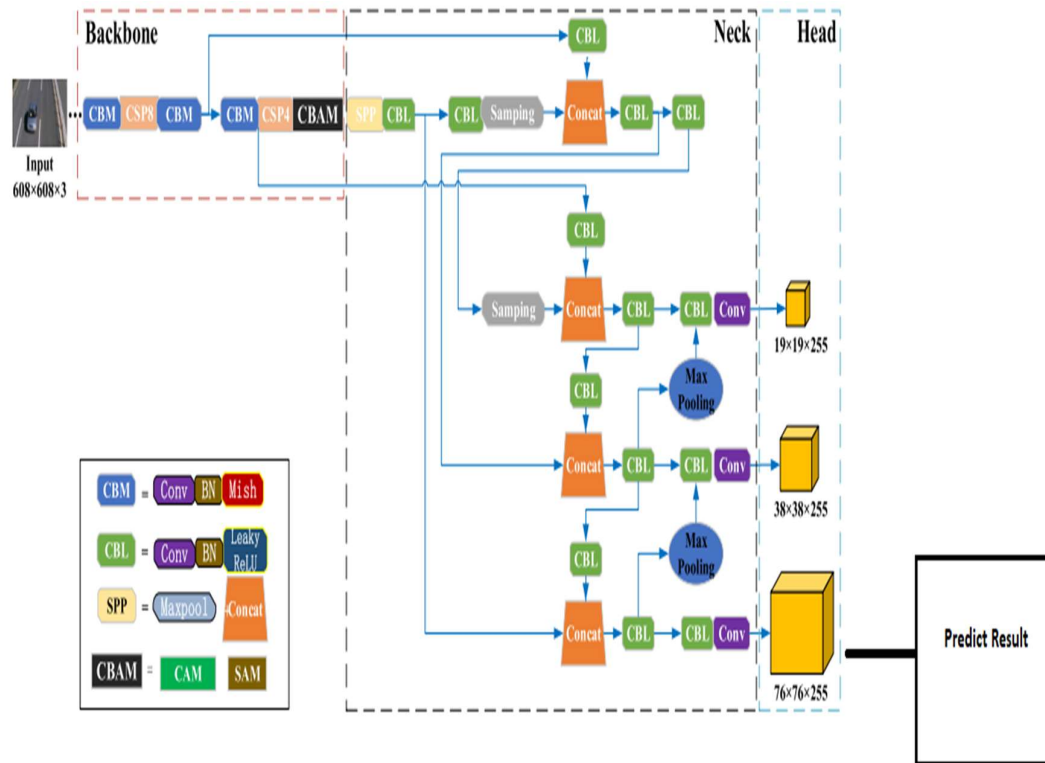 Backbone
Neck
Head
CBL
CBM
CSP8
CBM
CBM
CSP4
CBAM
SPP
CBL
CBL
Samping
Concat
CBL
CBL
Input
608×608×3
CBL
Samping
Concat
CBL
CBL
Conv
19×19×255
CBL
Max
Pooling
Concat
CBL
CBL
Conv
38×38×255
CBL
Max
Pooling
Concat
CBL
CBL
Conv
76×76×255
CBM = Conv BN Mish
CBL = Conv BN Leaky
ReLU
SPP = Maxpool +Concat
CBAM = CAM SAM
Predict Result